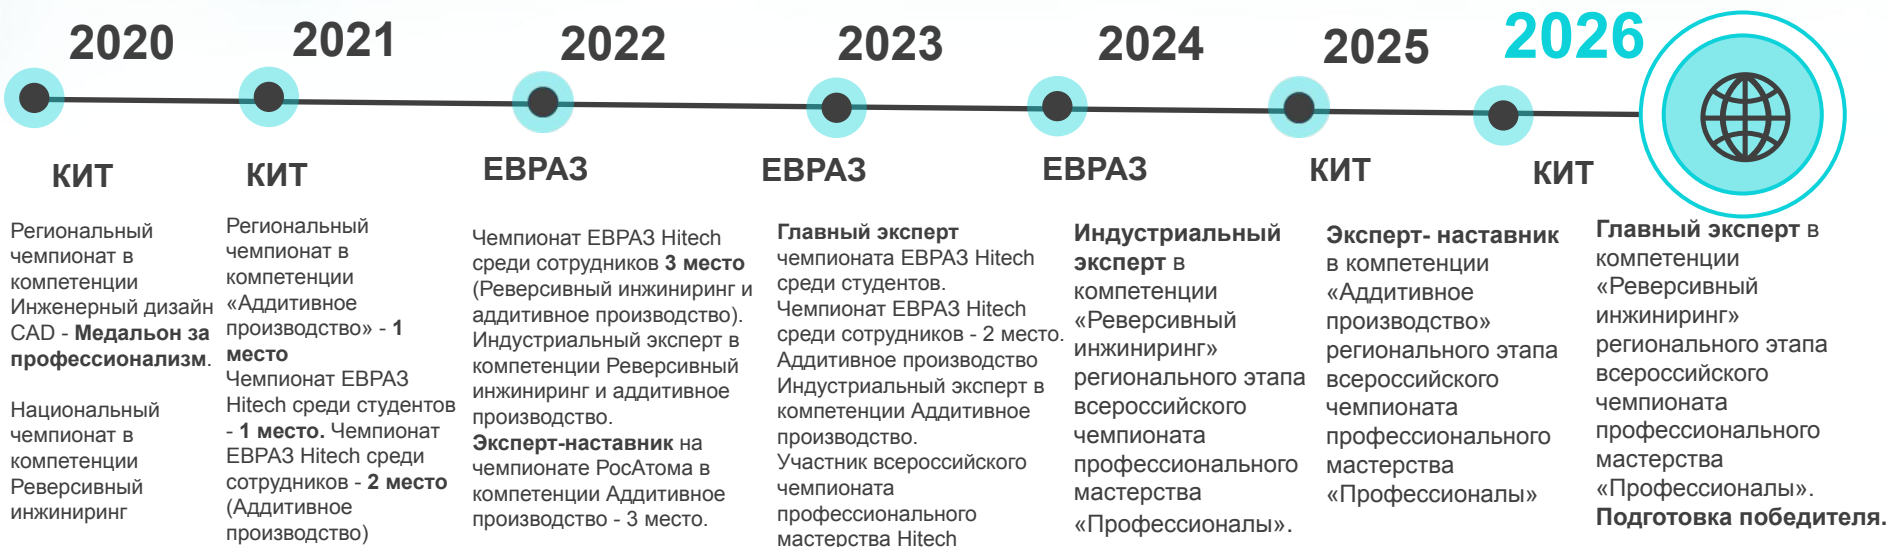 2020
КИТ
Региональный
чемпионат в
компетенции
Инженерный дизайн
CAD - Медальон за
профессионализм.
Национальный
чемпионат в
компетенции
Реверсивный
инжиниринг
2021
КИТ
Региональный
чемпионат в
компетенции
«Аддитивное
производство» - 1
место
Чемпионат ЕВРАЗ
Hitech среди студентов
- 1 место. Чемпионат
ЕВРАЗ Hitech среди
сотрудников - 2 место
(Аддитивное
производство)
2022
ЕВРАЗ
Чемпионат ЕВРАЗ Hitech
среди сотрудников 3 место
(Реверсивный инжиниринг и
аддитивное производство).
Индустриальный эксперт в
компетенции Реверсивный
инжиниринг и аддитивное
производство.
Эксперт-наставник на
чемпионате РосАтома в
компетенции Аддитивное
производство - 3 место.
2023
ЕВРАЗ
Главный эксперт
чемпионата ЕВРАЗ Hitech
среди студентов.
Чемпионат ЕВРАЗ Hitech
среди сотрудников - 2 место.
Аддитивное производство
Индустриальный эксперт в
компетенции Аддитивное
производство.
Участник всероссийского
чемпионата
профессионального
мастерства Hitech
2024
ЕВРАЗ
Индустриальный
эксперт в
компетенции
«Реверсивный
инжиниринг»
регионального этапа
всероссийского
чемпионата
профессионального
мастерства
«Профессионалы».
2025
КИТ
Эксперт- наставник
в компетенции
«Аддитивное
производство»
регионального этапа
всероссийского
чемпионата
профессионального
мастерства
«Профессионалы»
2026
КИТ
Главный эксперт в
компетенции
«Реверсивный
инжиниринг»
регионального этапа
всероссийского
чемпионата
профессионального
мастерства
«Профессионалы».
Подготовка победителя.